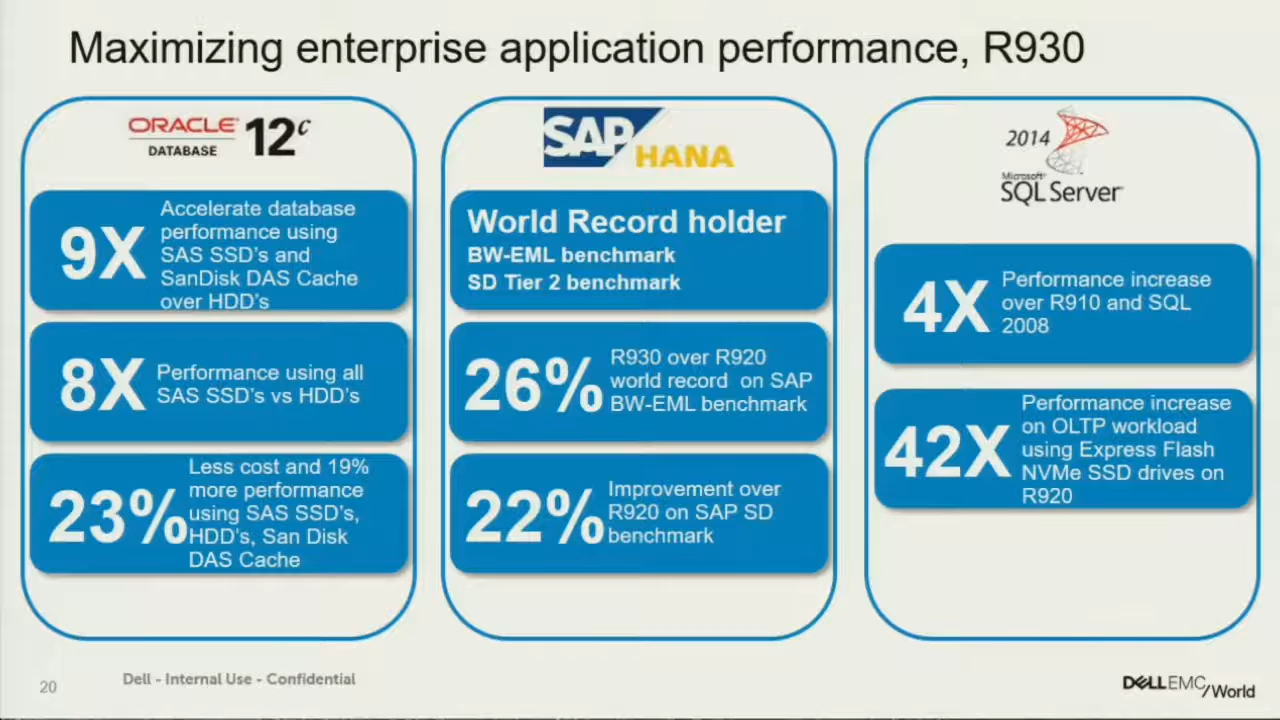 Maximizing enterprise application performance, R930
ORACLE
DATABASE
12c
9X
Accelerate database
performance using
SAS SSD's and
SanDisk DAS Cache
over HDD's
8X
Performance using all
SAS SSD's vs HDD's
23%
Less cost and 19%
more performance
using SAS SSD's,
HDD's, San Disk
DAS Cache
SAP
HANA
World Record holder
BW-EML benchmark
SD Tier 2 benchmark
26%
R930 over R920
world record on SAP
BW-EML benchmark
22%
Improvement over
R920 on SAP SD
benchmark
2014
Microsoft
SQL Server
4X
Performance increase
over R910 and SQL
2008
42X
Performance increase
on OLTP workload
using Express Flash
NVMe SSD drives on
R920
20
Dell - Internal Use - Confidential
DELLEMC/World